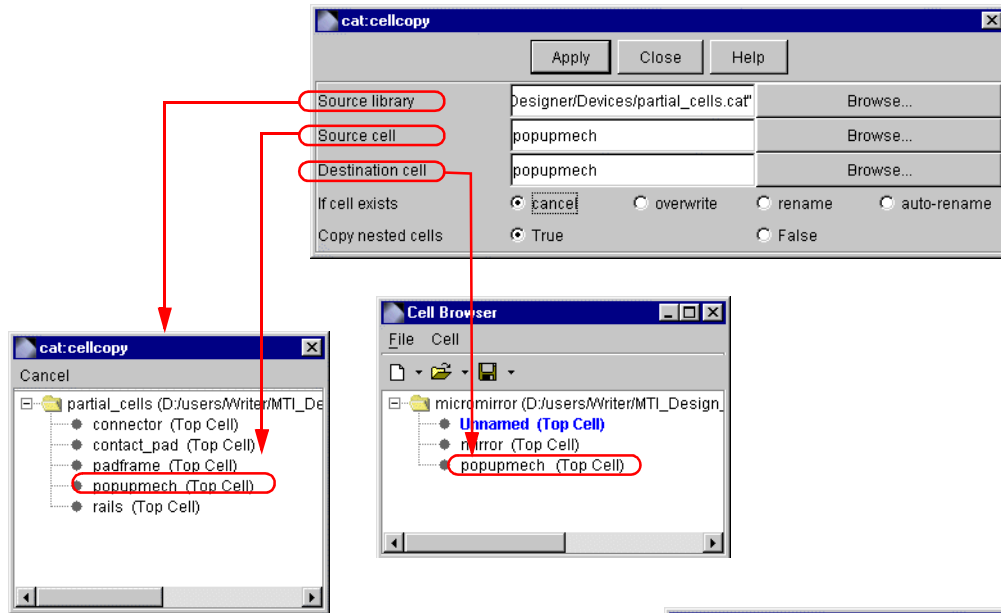 cat:cellcopy
Apply Close Help
Source library Designer/Devices/partial_cells.cat" Browse...
Source cell popupmech Browse...
Destination cell popupmech Browse...
If cell exists cancel overwrite rename auto-rename
Copy nested cells True False
cat:cellcopy
Cancel
partial_cells (D:/users/Writer/MTI_De
connector (Top Cell)
contact_pad (Top Cell)
padframe (Top Cell)
popupmech (Top Cell)
rails (Top Cell)
Cell Browser
File Cell
micromirror (D:/users/Writer/MTI_Design_
Unnamed (Top Cell)
mirror (Top Cell)
popupmech (Top Cell)